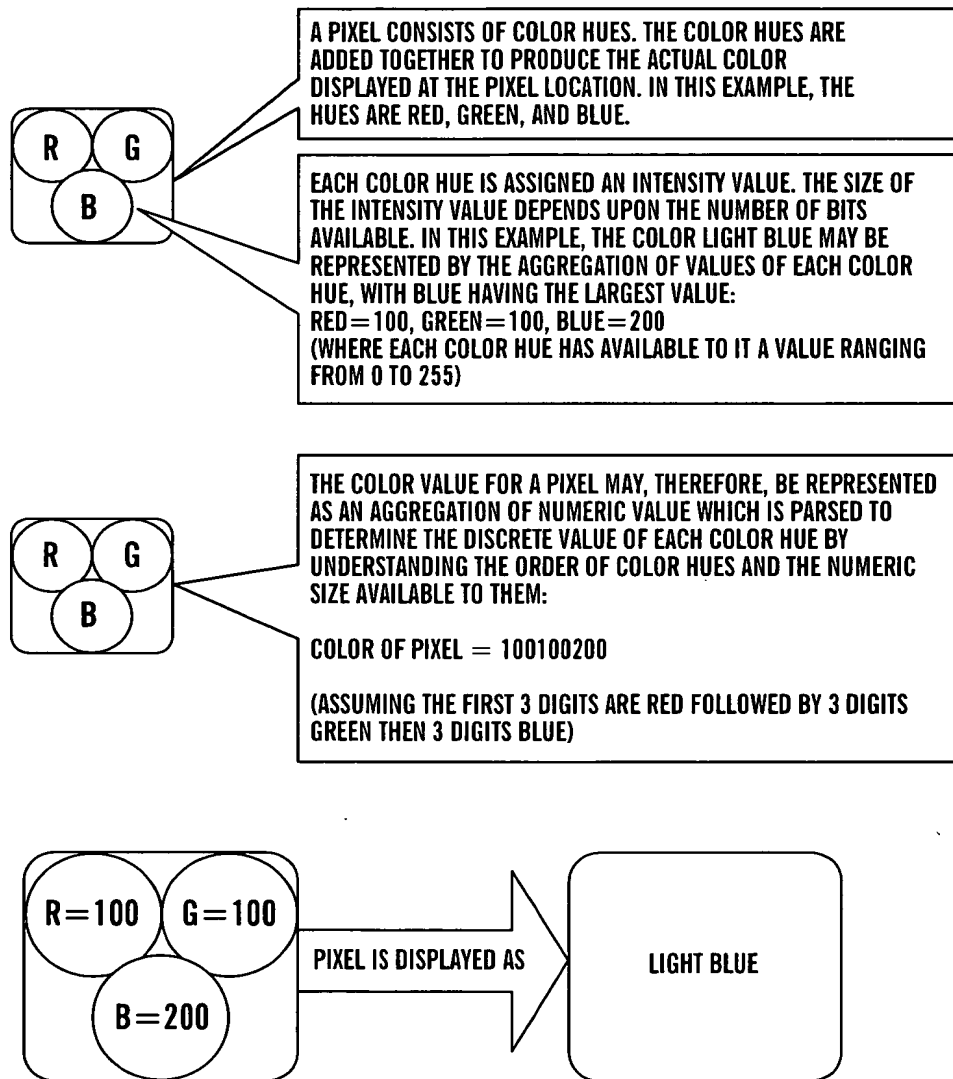 A PIXEL CONSISTS OF COLOR HUES. THE COLOR HUES ARE
ADDED TOGETHER TO PRODUCE THE ACTUAL COLOR
DISPLAYED AT THE PIXEL LOCATION. IN THIS EXAMPLE, THE
HUES ARE RED, GREEN, AND BLUE.
R G
B
EACH COLOR HUE IS ASSIGNED AN INTENSITY VALUE. THE SIZE OF
THE INTENSITY VALUE DEPENDS UPON THE NUMBER OF BITS
AVAILABLE. IN THIS EXAMPLE, THE COLOR LIGHT BLUE MAY BE
REPRESENTED BY THE AGGREGATION OF VALUES OF EACH COLOR
HUE, WITH BLUE HAVING THE LARGEST VALUE:
RED=100, GREEN=100, BLUE=200
(WHERE EACH COLOR HUE HAS AVAILABLE TO IT A VALUE RANGING
FROM 0 TO 255)
R G
B
THE COLOR VALUE FOR A PIXEL MAY, THEREFORE, BE REPRESENTED
AS AN AGGREGATION OF NUMERIC VALUE WHICH IS PARSED TO
DETERMINE THE DISCRETE VALUE OF EACH COLOR HUE BY
UNDERSTANDING THE ORDER OF COLOR HUES AND THE NUMERIC
SIZE AVAILABLE TO THEM:
COLOR OF PIXEL = 100100200
(ASSUMING THE FIRST 3 DIGITS ARE RED FOLLOWED BY 3 DIGITS
GREEN THEN 3 DIGITS BLUE)
R=100 G=100
B=200
PIXEL IS DISPLAYED AS
LIGHT BLUE